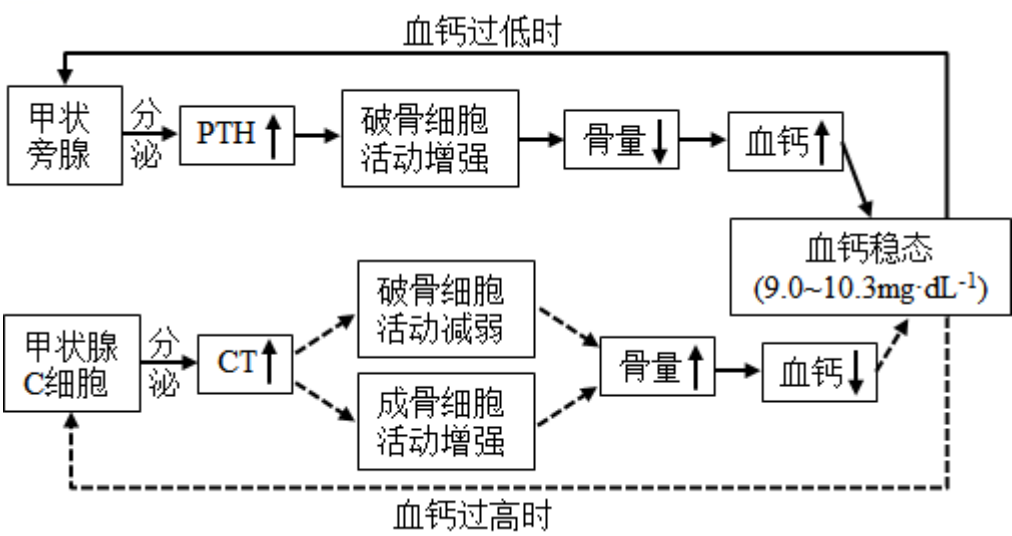 血钙过低时
甲状
旁腺
分
泌
PTH↑
破骨细胞
活动增强
骨量↓
血钙↑
血钙稳态
(9.0~10.3mg·dL⁻¹)
甲状腺
C细胞
分
泌
CT↑
破骨细胞
活动减弱
成骨细胞
活动增强
骨量↑
血钙↓
血钙过高时